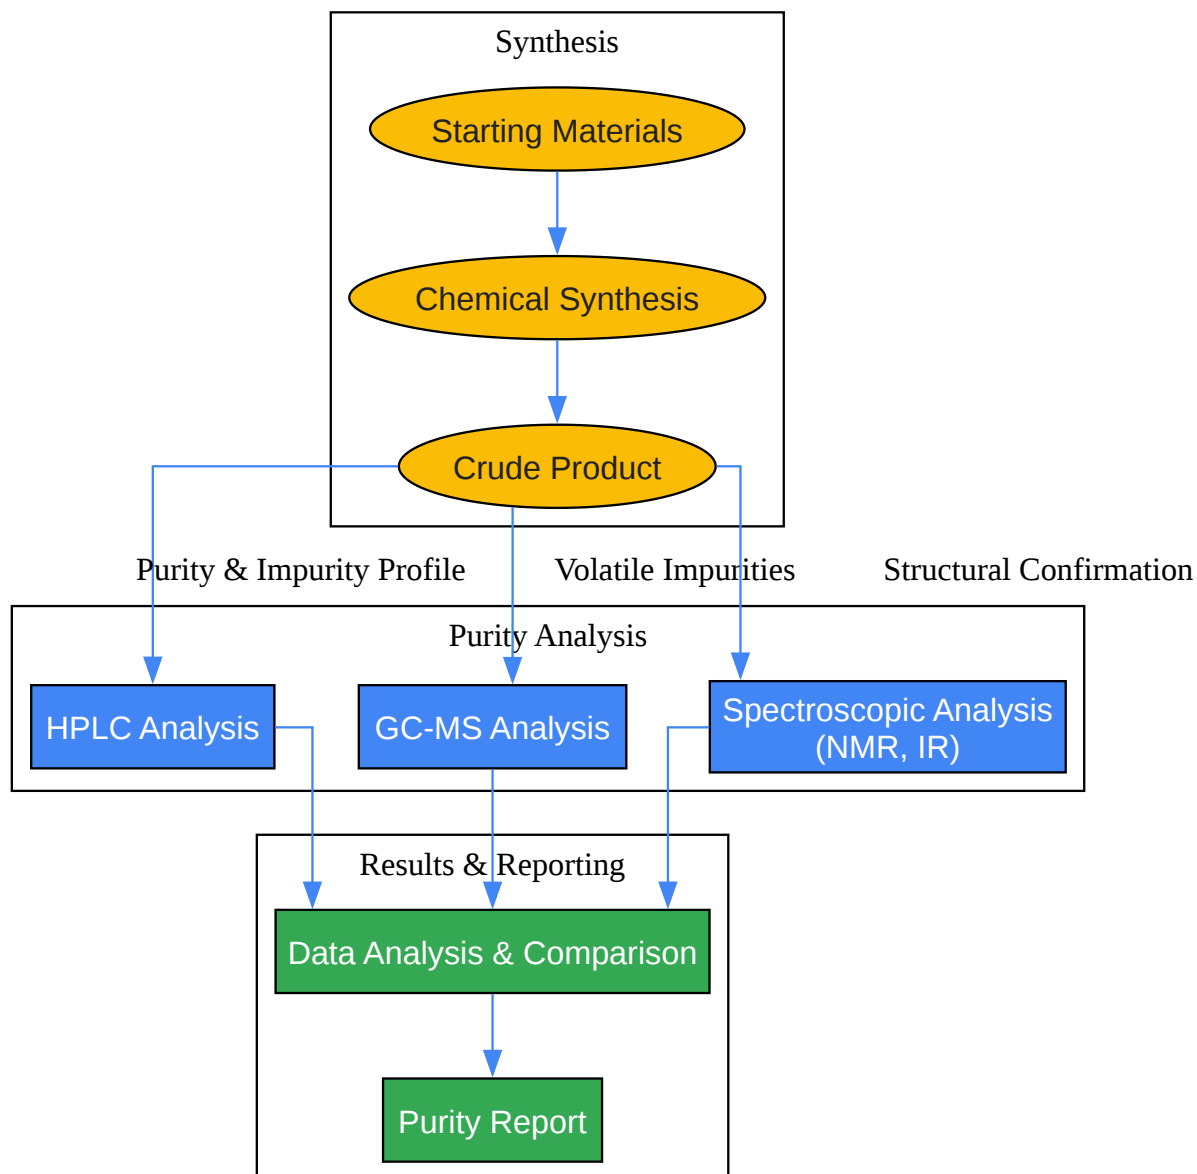 Synthesis
Starting Materials
Chemical Synthesis
Crude Product
Purity & Impurity Profile
Volatile Impurities
Structural Confirmation
Purity Analysis
HPLC Analysis
GC-MS Analysis
Spectroscopic Analysis
(NMR, IR)
Results & Reporting
Data Analysis & Comparison
Purity Report